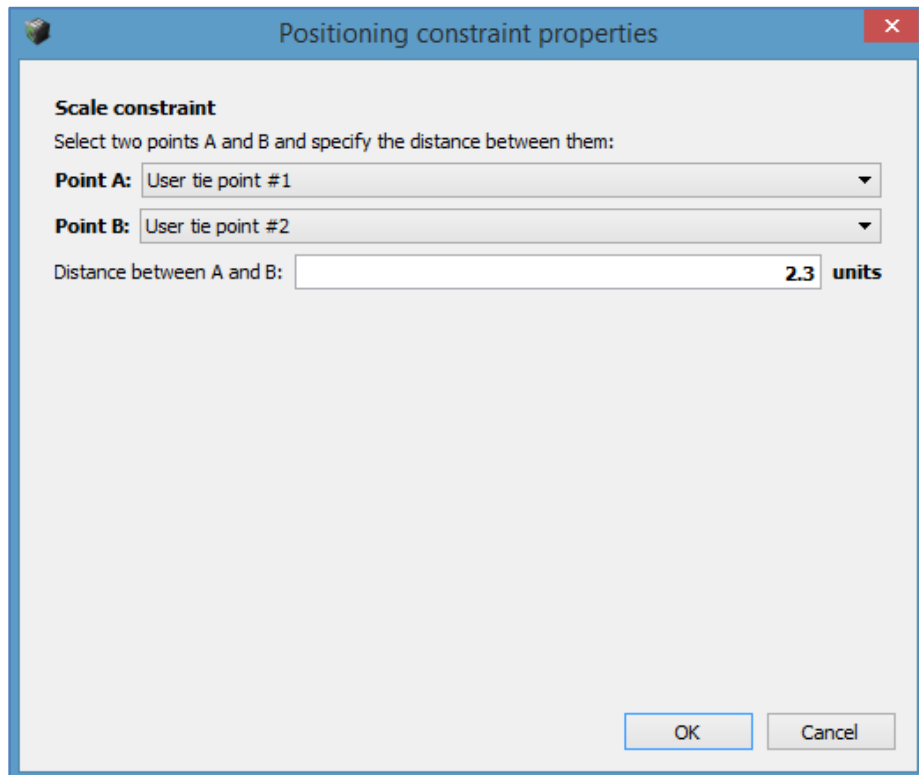 Positioning constraint properties
Scale constraint
Select two points A and B and specify the distance between them:
Point A: User tie point #1
Point B: User tie point #2
Distance between A and B: 2.3 units
OK Cancel